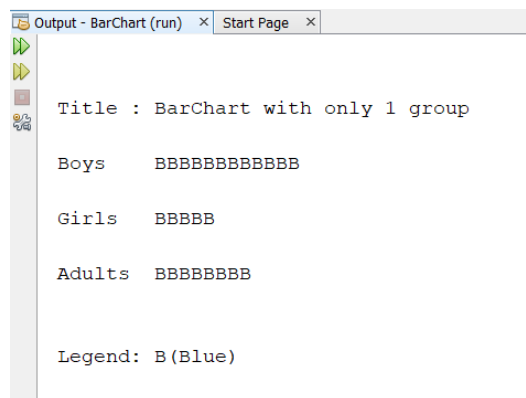 Output - BarChart (run) × Start Page ×
Title : BarChart with only 1 group
Boys BBBBBBBBBBBB
Girls BBBBB
Adults BBBBBBBB
Legend: B(Blue)